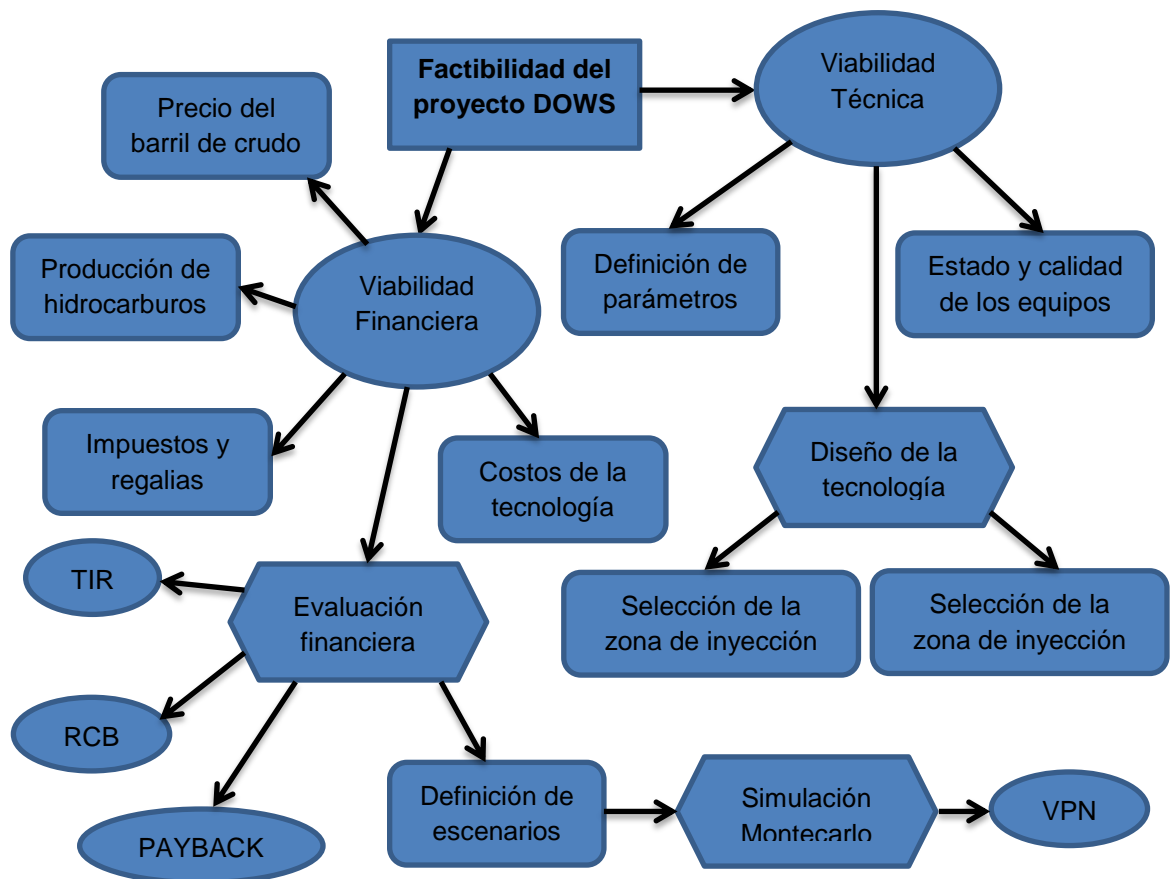 Factibilidad del
proyecto DOWS
Viabilidad
Técnica
Precio del
barril de crudo
Producción de
hidrocarburos
Viabilidad
Financiera
Definición de
parámetros
Estado y calidad
de los equipos
Impuestos y
regalias
Costos de la
tecnología
Diseño de la
tecnología
TIR
Evaluación
financiera
Selección de la
zona de inyección
Selección de la
zona de inyección
RCB
PAYBACK
Definición de
escenarios
Simulación
Montecarlo
VPN